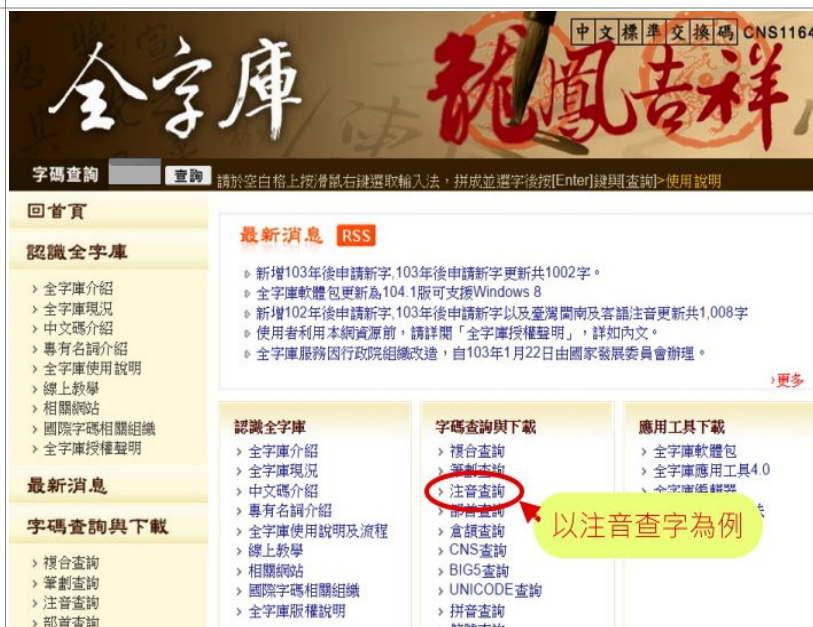 全字庫
龍鳳吉祥
中文標準交換碼 CNS1164
字碼查詢 查詢 請於空白格上按滑鼠右鍵選取輸入法,拼成並選字後按[Enter]鍵與[查詢]>使用說明
回首頁
認識全字庫
› 全字庫介紹
› 全字庫現況
› 中文碼介紹
› 專有名詞介紹
› 全字庫使用說明
› 線上教學
› 相關網站
› 國際字碼相關組織
› 全字庫授權聲明
最新消息
字碼查詢與下載
› 複合查詢
› 筆劃查詢
› 注音查詢
› 部首查詢
最新消息 RSS
新增103年後申請新字,103年後申請新字更新共1002字。
全字庫軟體包更新為104.1版可支援Windows 8
新增102年後申請新字,102年後申請新字以及臺灣閩南及客語注音更新共1,008字
使用者利用本網資源前,請詳閱「全字庫授權聲明」,詳如內文。
全字庫服務因行政院組織改造,自103年1月22日由國家發展委員會辦理。
›更多
認識全字庫
› 全字庫介紹
› 全字庫現況
› 中文碼介紹
› 專有名詞介紹
› 全字庫使用說明及流程
› 線上教學
› 相關網站
› 國際字碼相關組織
› 全字庫版權說明
字碼查詢與下載
› 複合查詢
› 筆劃查詢
› 注音查詢
› 部首查詢
› 倉頡查詢
› CNS查詢
› BIG5查詢
› UNICODE查詢
› 拼音查詢
應用工具下載
› 全字庫軟體包
› 全字庫應用工具4.0
› 全字庫編輯器
法
以注音查字為例